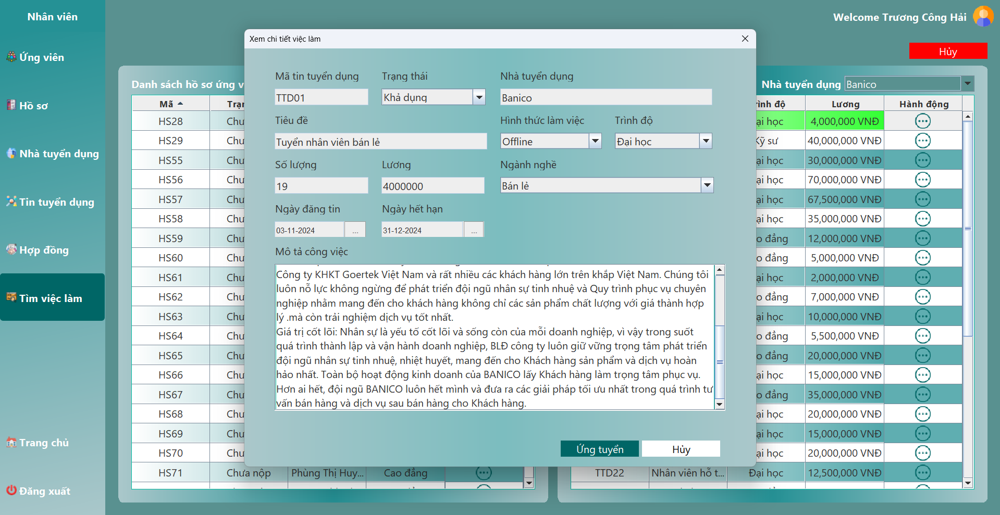 Nhân viên
Welcome Trương Công Hải
Ứng viên
Hồ sơ
Nhà tuyển dụng
Tin tuyển dụng
Hợp đồng
Tìm việc làm
Trang chủ
Đăng xuất
Hủy
Danh sách hồ sơ ứng v
Mã
HS28 Chư
HS29 Chư
HS55 Chư
HS56 Chư
HS57 Chư
HS58 Chư
HS59 Chư
HS60 Chư
HS61 Chư
HS62 Chư
HS63 Chư
HS64 Chư
HS65 Chư
HS66 Chư
HS67 Chư
HS68 Chư
HS69 Chư
HS70 Chư
HS71 Chưa nộp Phùng Thị Huy... Cao đẳng
Xem chi tiết việc làm
Mã tin tuyển dụng Trạng thái Nhà tuyển dụng
TTD01 Khả dụng Banico
Tiêu đề Hình thức làm việc Trình độ
Tuyển nhân viên bán lẻ Offline Đại học
Số lượng Lương Ngành nghề
19 4000000 Bán lẻ
Ngày đăng tin Ngày hết hạn
03-11-2024 ... 31-12-2024 ...
Mô tả công việc
Công ty KHKT Goertek Việt Nam và rất nhiều các khách hàng lớn trên khắp Việt Nam. Chúng tôi
luôn nỗ lực không ngừng để phát triển đội ngũ nhân sự tinh nhuệ và Quy trình phục vụ chuyên
nghiệp nhằm mang đến cho khách hàng không chỉ các sản phẩm chất lượng với giá thành hợp
lý .mà còn trải nghiệm dịch vụ tốt nhất.
Giá trị cốt lõi: Nhân sự là yếu tố cốt lõi và sống còn của mỗi doanh nghiệp, vì vậy trong suốt
quá trình thành lập và vận hành doanh nghiệp, BLĐ công ty luôn giữ vững trọng tâm phát triển
đội ngũ nhân sự tinh nhuệ, nhiệt huyết, mang đến cho Khách hàng sản phẩm và dịch vụ hoàn
hảo nhất. Toàn bộ hoạt động kinh doanh của BANICO lấy Khách hàng làm trọng tâm phục vụ.
Hơn ai hết, đội ngũ BANICO luôn hết mình và đưa ra các giải pháp tối ưu nhất trong quá trình tư
vấn bán hàng và dịch vụ sau bán hàng cho Khách hàng.
Ứng tuyển Hủy
Nhà tuyển dụng Banico
ình độ Lương Hành động
ại học 4,000,000 VNĐ
Kỹ sư 40,000,000 VNĐ
ại học 30,000,000 VNĐ
ại học 70,000,000 VNĐ
ại học 67,500,000 VNĐ
ại học 35,000,000 VNĐ
o đẳng 12,000,000 VNĐ
o đẳng 5,000,000 VNĐ
ại học 2,000,000 VNĐ
o đẳng 7,000,000 VNĐ
ại học 10,000,000 VNĐ
o đẳng 5,500,000 VNĐ
o đẳng 20,000,000 VNĐ
ại học 15,000,000 VNĐ
o đẳng 35,000,000 VNĐ
ại học 20,000,000 VNĐ
ại học 15,000,000 VNĐ
ại học 20,000,000 VNĐ
TTD22 Nhân viên hỗ t... Đại học 12,500,000 VNĐ